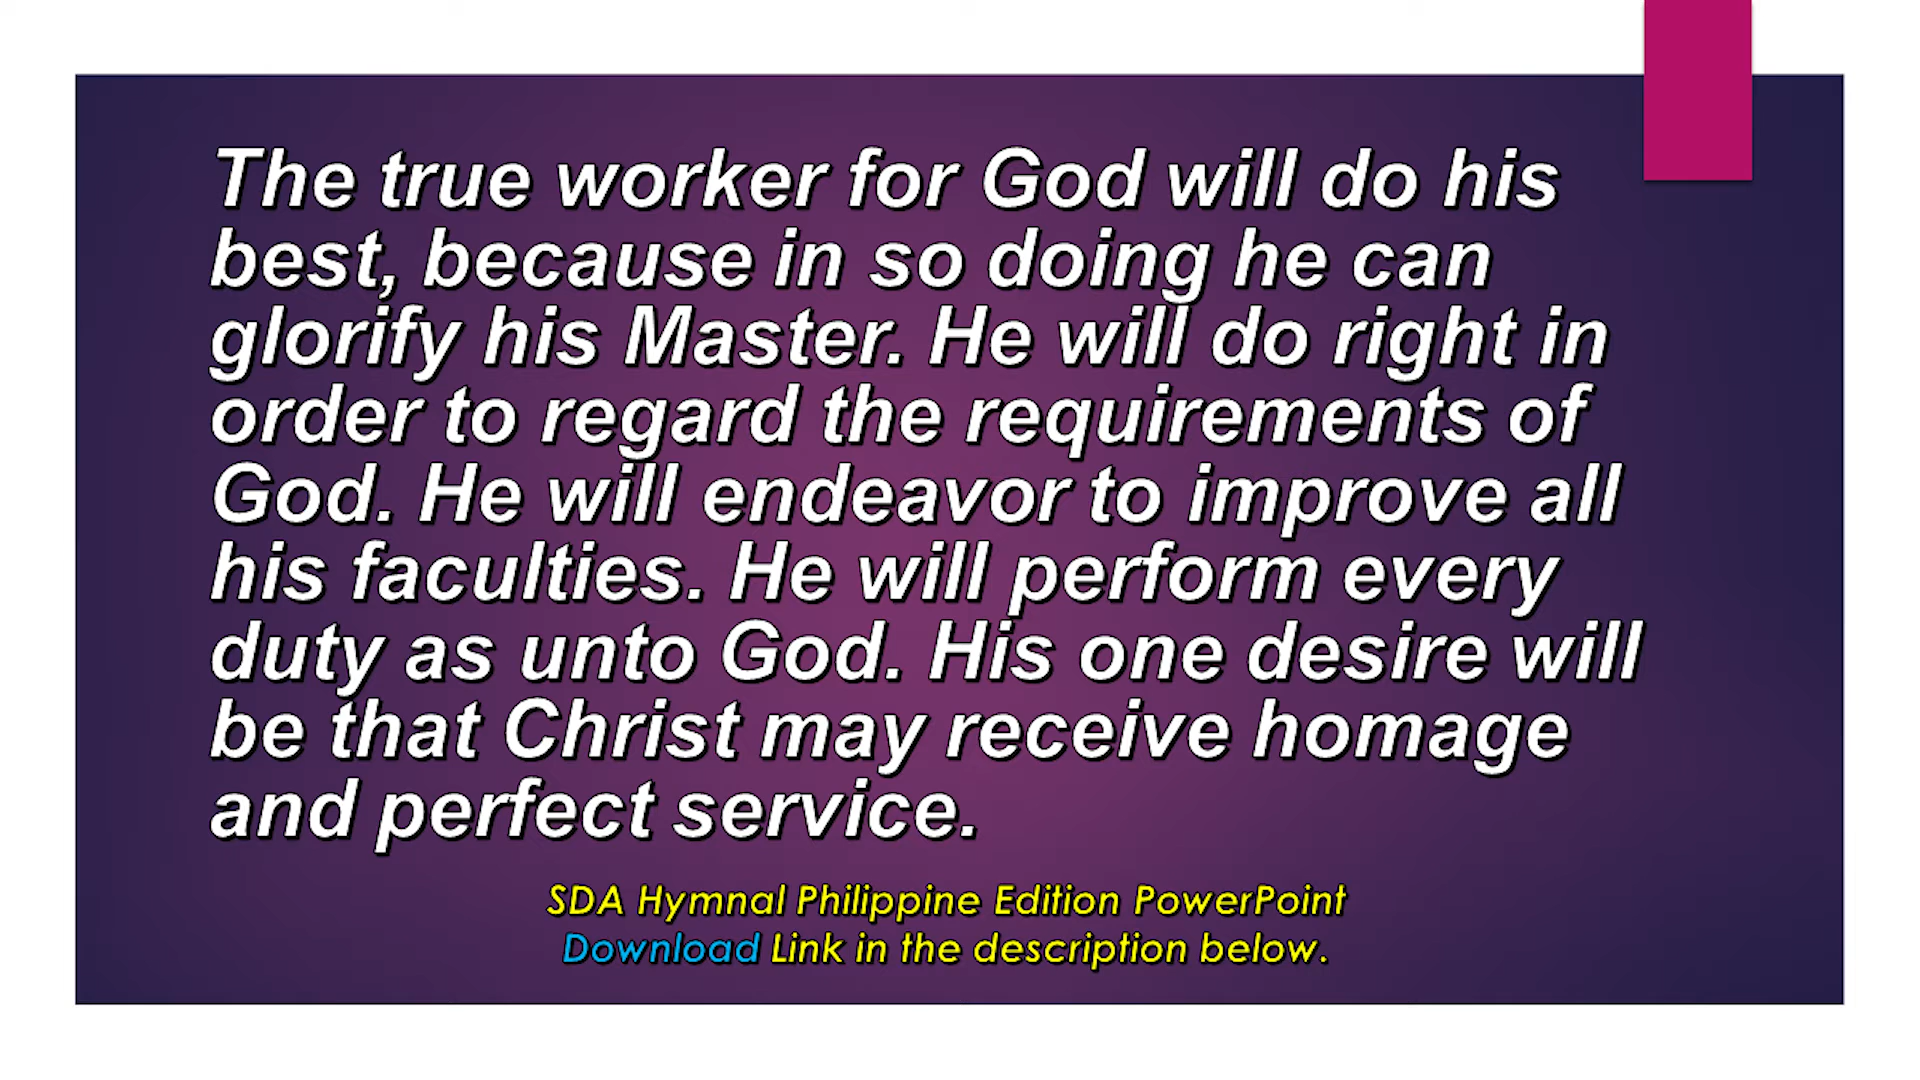 The true worker for God will do his
best, because in so doing he can
glorify his Master. He will do right in
order to regard the requirements of
God. He will endeavor to improve all
his faculties. He will perform every
duty as unto God. His one desire will
be that Christ may receive homage
and perfect service.
SDA Hymnal Philippine Edition PowerPoint
Download Link in the description below.